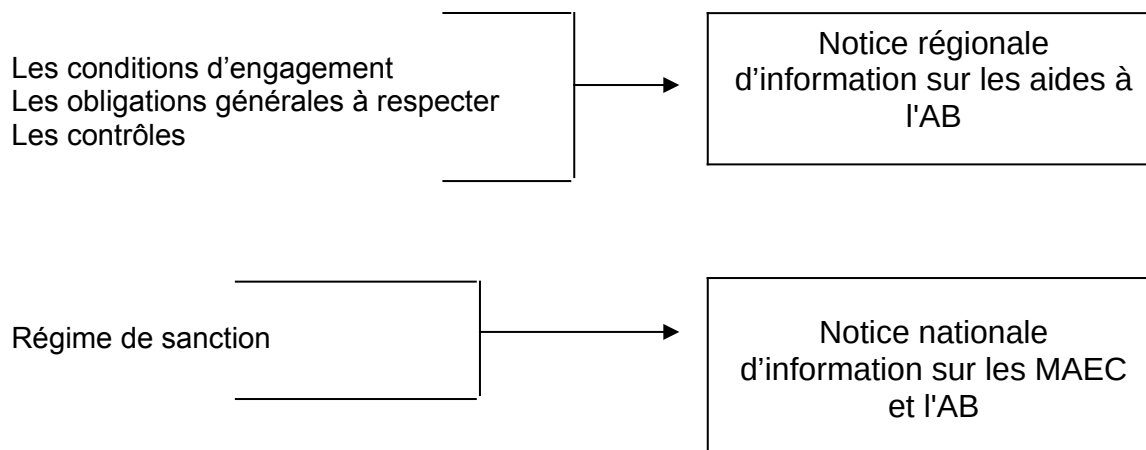 Les conditions d’engagement
Les obligations générales à respecter
Les contrôles
Notice régionale
d’information sur les aides à
l'AB
Régime de sanction
Notice nationale
d’information sur les MAEC
et l'AB